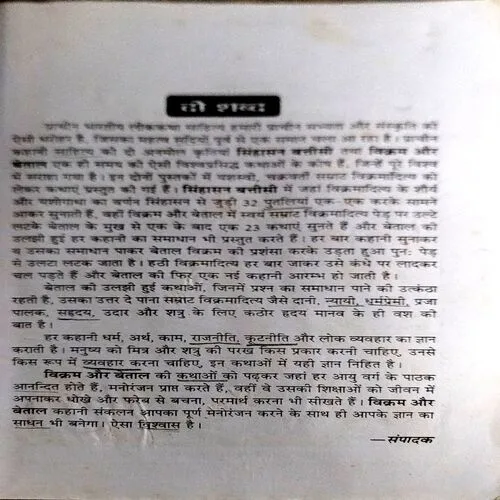 दो शब्द
प्राचीन भारतीय लोककथा साहित्य हमारी प्राचीन सभ्यता और संस्कृति की
ऐसी धरोहर है, जिसका महत्व सदियों पूर्व से एक समान चला आ रहा है। प्राचीन
कहानी साहित्य की दो अनमोल कृतियां सिंहासन बत्तीसी तथा विक्रम और
बेताल एक ही समय की ऐसी विश्वप्रसिद्ध कथाओं के कोष हैं, जिन्हें पूरे विश्व
में सराहा गया है। इन दोनों पुस्तकों में यशस्वी, चक्रवर्ती सम्राट विक्रमादित्य को
लेकर कथाएं प्रस्तुत की गई हैं। सिंहासन बत्तीसी में जहां विक्रमादित्य के शौर्य
और यशोगाथा का वर्णन सिंहासन से जुड़ी 32 पुतलियां एक-एक करके सामने
आकर सुनाती हैं, वहीं विक्रम और बेताल में स्वयं सम्राट विक्रमादित्य पेड़ पर उल्टे
लटके बेताल के मुख से एक के बाद एक 23 कथाएं सुनते हैं और बेताल की
उलझी हुई हर कहानी का समाधान भी प्रस्तुत करते हैं। हर बार कहानी सुनाकर
व उसका समाधान पाकर बेताल विक्रम की प्रशंसा करके उड़ता हुआ पुनः पेड़
से उलटा लटक जाता है। हठी विक्रमादित्य हर बार जाकर उसे कंधे पर लादकर
चल पड़ते हैं और बेताल की फिर एक नई कहानी आरम्भ हो जाती है।
बेताल की उलझी हुई कथाओं, जिनमें प्रश्न का समाधान पाने की उत्कंठा
रहती है, उसका उत्तर दे पाना सम्राट विक्रमादित्य जैसे दानी, न्यायी, धर्मप्रेमी, प्रजा
पालक, सहृदय, उदार और शत्रु के लिए कठोर हृदय मानव के ही वश की
बात है।
हर कहानी धर्म, अर्थ, काम, राजनीति, कूटनीति और लोक व्यवहार का ज्ञान
कराती है। मनुष्य को मित्र और शत्रु की परख किस प्रकार करनी चाहिए, उनसे
किस रूप में व्यवहार करना चाहिए, इन कथाओं में यही ज्ञान निहित है।
विक्रम और बेताल की कथाओं को पढ़कर जहां हर आयु वर्ग के पाठक
आनन्दित होते हैं, मनोरंजन प्राप्त करते हैं, वहीं वे उसकी शिक्षाओं को जीवन में
अपनाकर धोखे और फरेब से बचना, परमार्थ करना भी सीखते हैं। विक्रम और
बेताल कहानी संकलन आपका पूर्ण मेनोरंजन करने के साथ ही आपके ज्ञान का
साधन भी बनेगा। ऐसा विश्वास है।
—संपादक